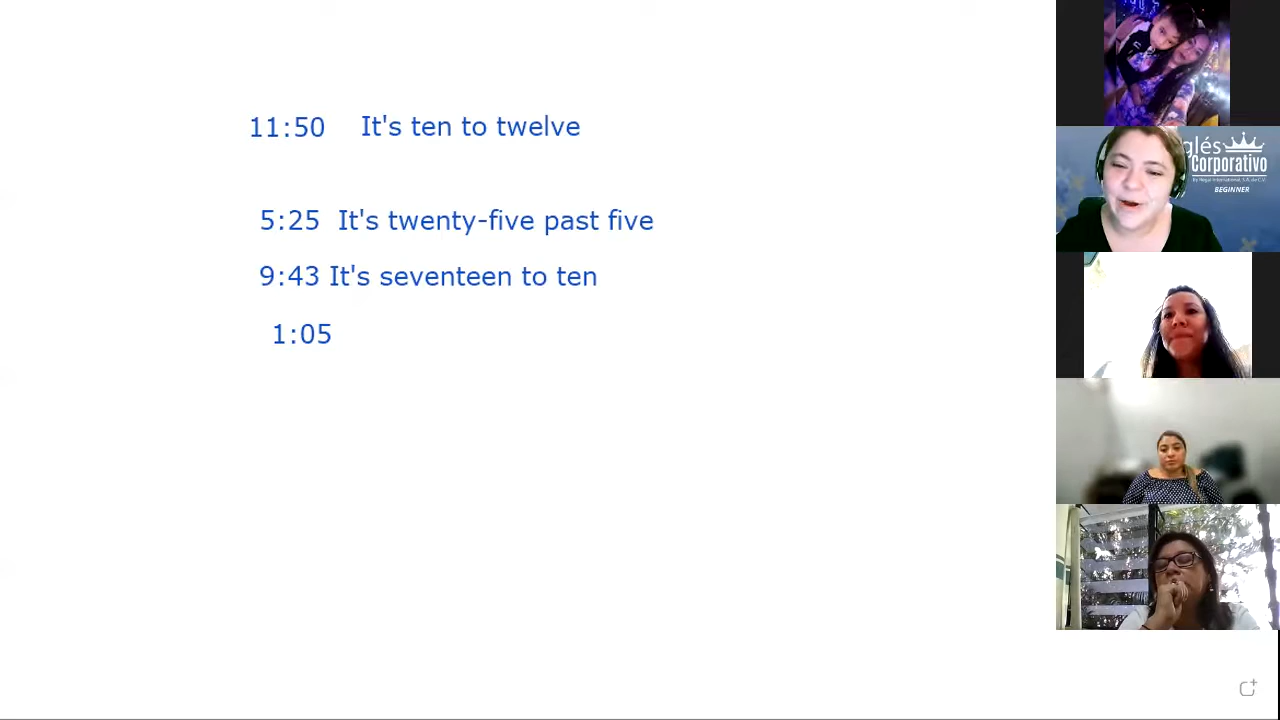 11:50 It's ten to twelve
5:25 It's twenty-five past five
9:43 It's seventeen to ten
1:05
glés
Corporativo
BEGINNER